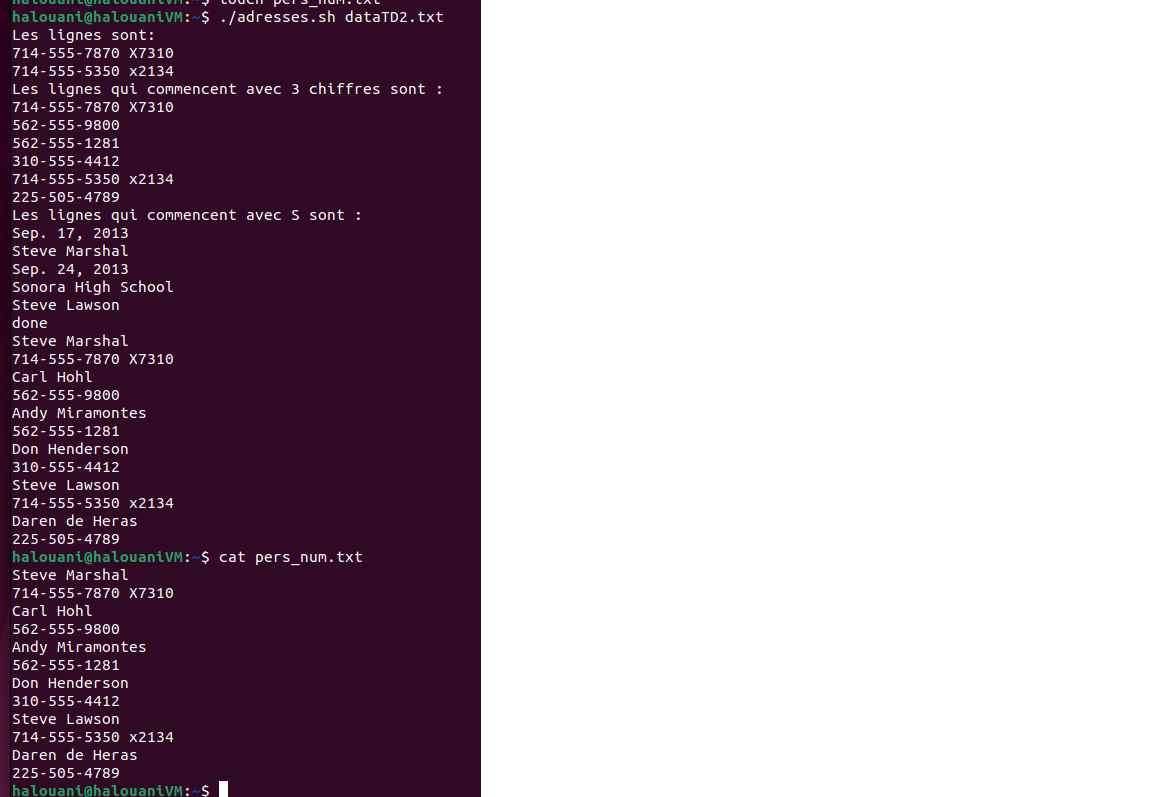 halouani@halouaniVM:~$ touch pers_num.txt
halouani@halouaniVM:~$ ./adresses.sh dataTD2.txt
Les lignes sont:
714-555-7870 X7310
714-555-5350 x2134
Les lignes qui commencent avec 3 chiffres sont :
714-555-7870 X7310
562-555-9800
562-555-1281
310-555-4412
714-555-5350 x2134
225-505-4789
Les lignes qui commencent avec S sont :
Sep. 17, 2013
Steve Marshal
Sep. 24, 2013
Sonora High School
Steve Lawson
done
Steve Marshal
714-555-7870 X7310
Carl Hohl
562-555-9800
Andy Miramontes
562-555-1281
Don Henderson
310-555-4412
Steve Lawson
714-555-5350 x2134
Daren de Heras
225-505-4789
halouani@halouaniVM:~$ cat pers_num.txt
Steve Marshal
714-555-7870 X7310
Carl Hohl
562-555-9800
Andy Miramontes
562-555-1281
Don Henderson
310-555-4412
Steve Lawson
714-555-5350 x2134
Daren de Heras
225-505-4789
halouani@halouaniVM:~$